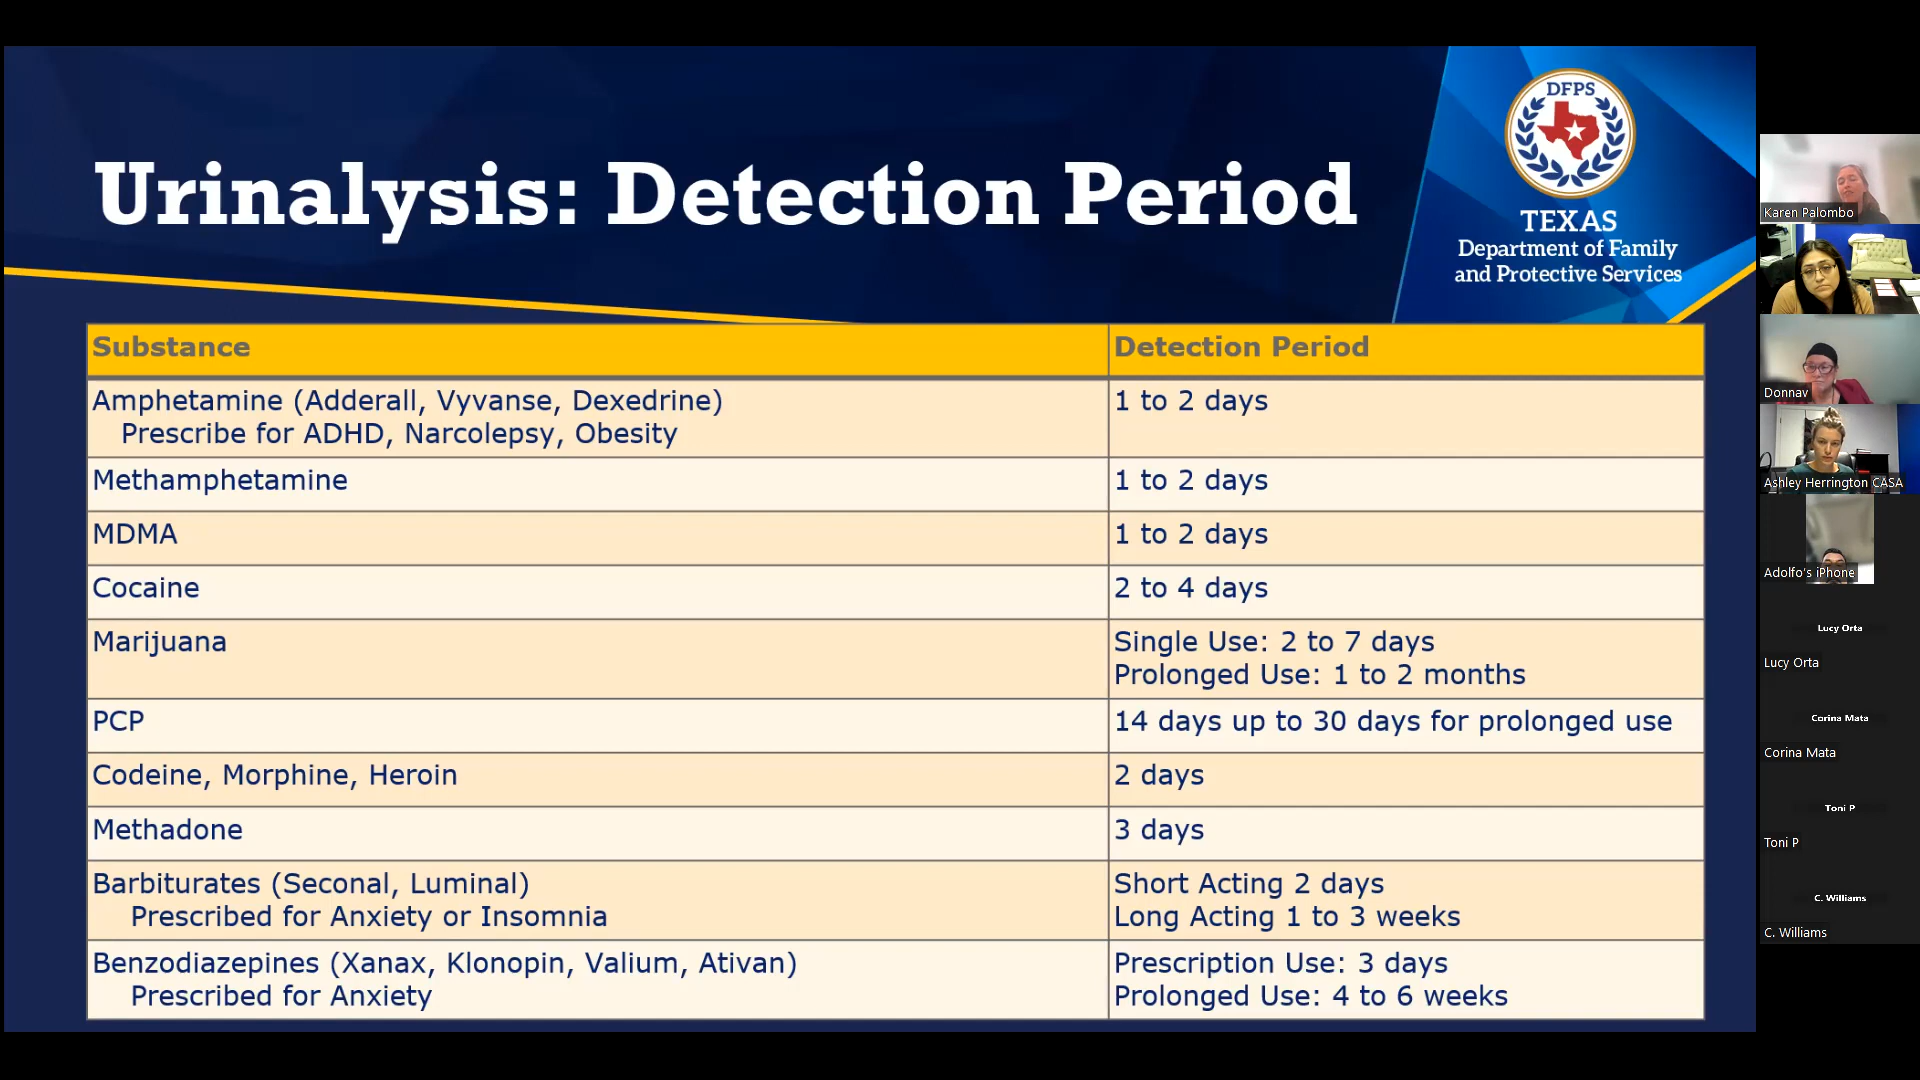 Urinalysis: Detection Period
DFPS
TEXAS
Department of Family
and Protective Services
Substance
Detection Period
Amphetamine (Adderall, Vyvanse, Dexedrine)
Prescribe for ADHD, Narcolepsy, Obesity
1 to 2 days
Methamphetamine
1 to 2 days
MDMA
1 to 2 days
Cocaine
2 to 4 days
Marijuana
Single Use: 2 to 7 days
Prolonged Use: 1 to 2 months
PCP
14 days up to 30 days for prolonged use
Codeine, Morphine, Heroin
2 days
Methadone
3 days
Barbiturates (Seconal, Luminal)
Prescribed for Anxiety or Insomnia
Short Acting 2 days
Long Acting 1 to 3 weeks
Benzodiazepines (Xanax, Klonopin, Valium, Ativan)
Prescribed for Anxiety
Prescription Use: 3 days
Prolonged Use: 4 to 6 weeks
Karen Palombo
Donnav
Ashley Herrington CASA
Adolfo's iPhone
Lucy Orta
Lucy Orta
Corina Mata
Corina Mata
Toni P
Toni P
C. Williams
C. Williams